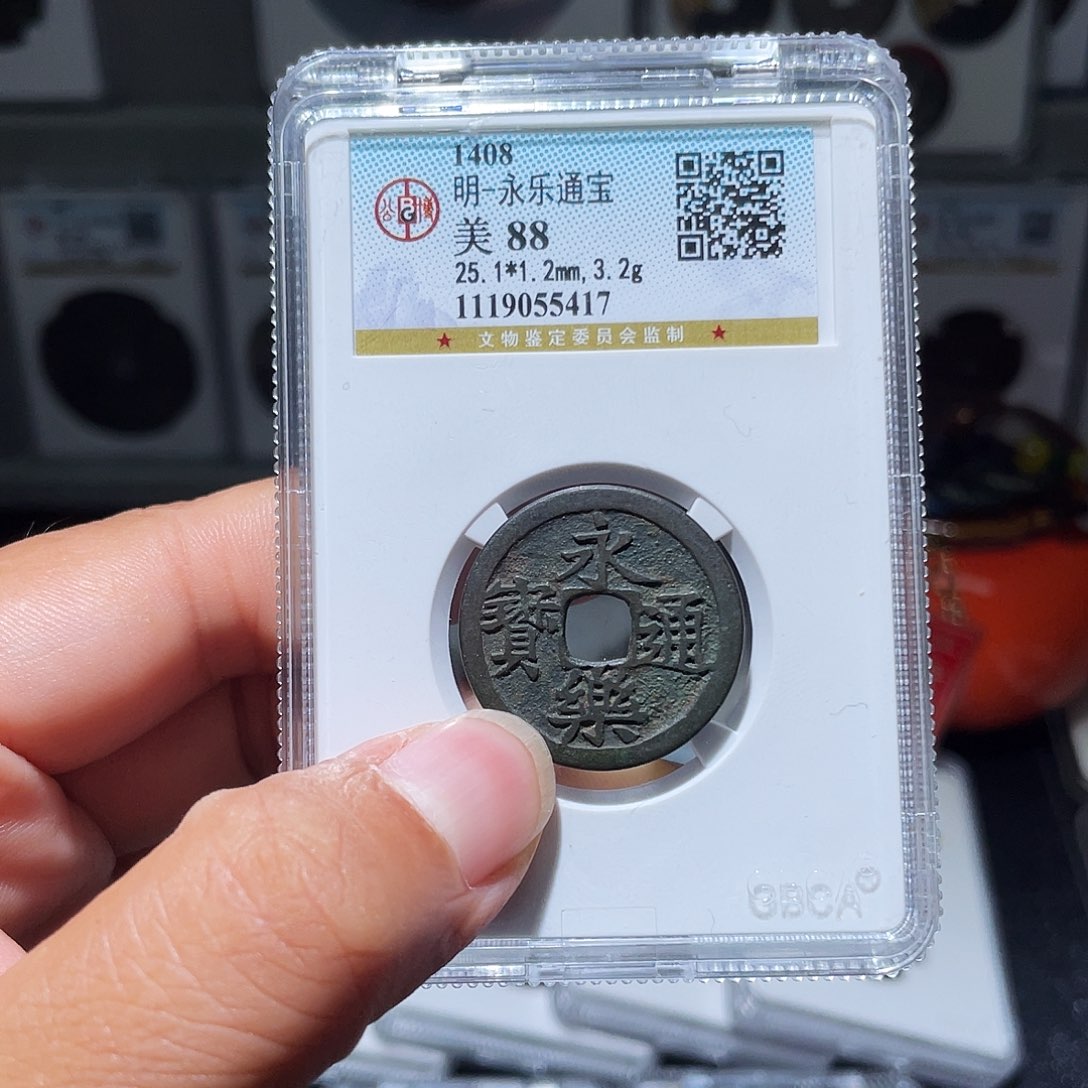 1408
明-永乐通宝
美 88
25.1*1.2mm,3.2g
1119055417
★ 文物鉴定委员会监制 ★
永樂通寶
GBCA